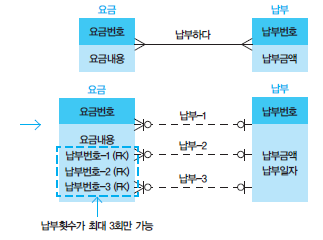 요금
납부
요금번호
납부하다
납부번호
요금내용
납부금액
요금
납부
요금번호
납부-1
납부번호
요금내용
납부번호-1 (FK)
납부-2
납부금액
납부번호-2 (FK)
납부일자
납부번호-3 (FK)
납부-3
납부횟수가 최대 3회만 가능